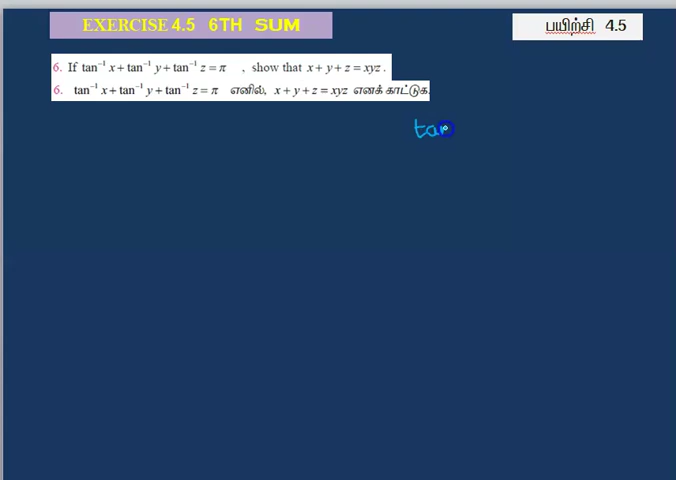 EXERCISE 4.5 6TH SUM
பயிற்சி 4.5
6. If tan⁻¹ x + tan⁻¹ y + tan⁻¹ z = π , show that x + y + z = xyz .
6. tan⁻¹ x + tan⁻¹ y + tan⁻¹ z = π எனில், x + y + z = xyz எனக் காட்டுக.